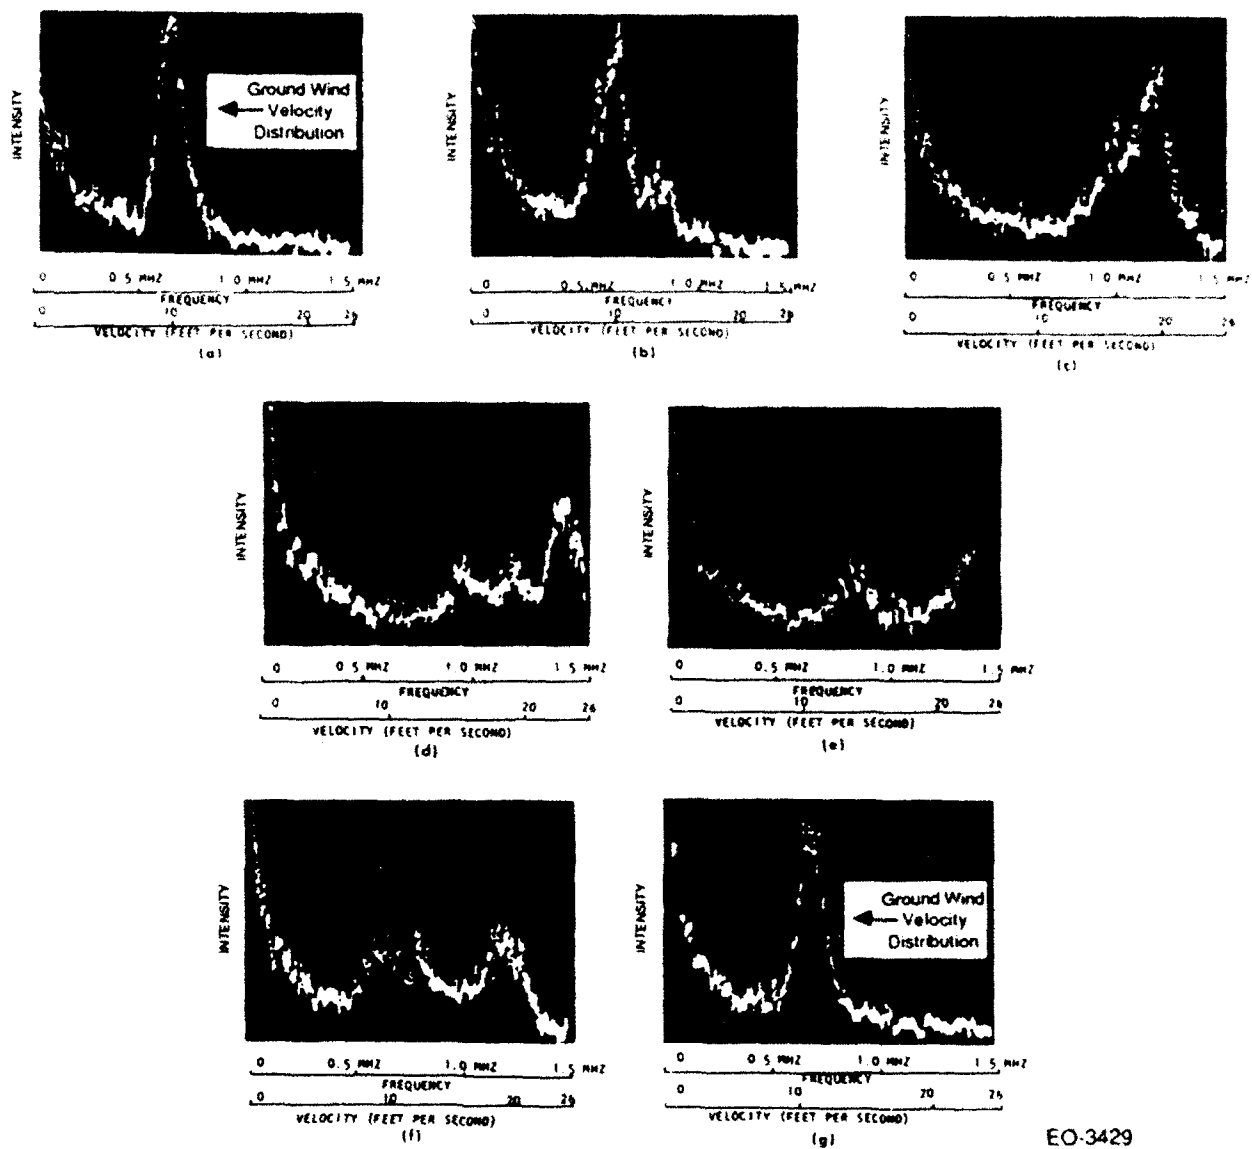 INTENSITY
Ground Wind
Velocity
Distribution
0 0.5 MHZ 1.0 MHZ 1.5 MHZ
FREQUENCY
0 10 20 26
VELOCITY (FEET PER SECOND)
(a)
INTENSITY
0 0.5 MHZ 1.0 MHZ 1.5 MHZ
FREQUENCY
0 10 20 26
VELOCITY (FEET PER SECOND)
(b)
INTENSITY
0 0.5 MHZ 1.0 MHZ 1.5 MHZ
FREQUENCY
0 10 20 26
VELOCITY (FEET PER SECOND)
(c)
INTENSITY
0 0.5 MHZ 1.0 MHZ 1.5 MHZ
FREQUENCY
0 10 20 26
VELOCITY (FEET PER SECOND)
(d)
INTENSITY
0 0.5 MHZ 1.0 MHZ 1.5 MHZ
FREQUENCY
0 10 20 26
VELOCITY (FEET PER SECOND)
(e)
INTENSITY
0 0.5 MHZ 1.0 MHZ 1.5 MHZ
FREQUENCY
0 10 20 26
VELOCITY (FEET PER SECOND)
(f)
INTENSITY
Ground Wind
Velocity
Distribution
0 0.5 MHZ 1.0 MHZ 1.5 MHZ
FREQUENCY
0 10 20 26
VELOCITY (FEET PER SECOND)
(g)
EO-3429